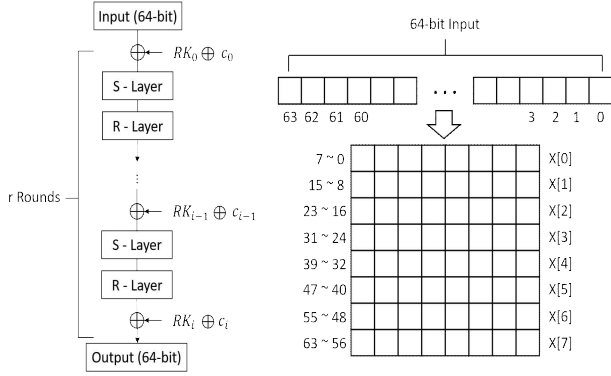 Input (64-bit)
RK₀ ⊕ c₀
S - Layer
R - Layer
⋮
r Rounds
RKᵢ₋₁ ⊕ cᵢ₋₁
S - Layer
R - Layer
RKᵢ ⊕ cᵢ
Output (64-bit)
64-bit Input
...
63 62 61 60 3 2 1 0
7 ~ 0 X[0]
15 ~ 8 X[1]
23 ~ 16 X[2]
31 ~ 24 X[3]
39 ~ 32 X[4]
47 ~ 40 X[5]
55 ~ 48 X[6]
63 ~ 56 X[7]